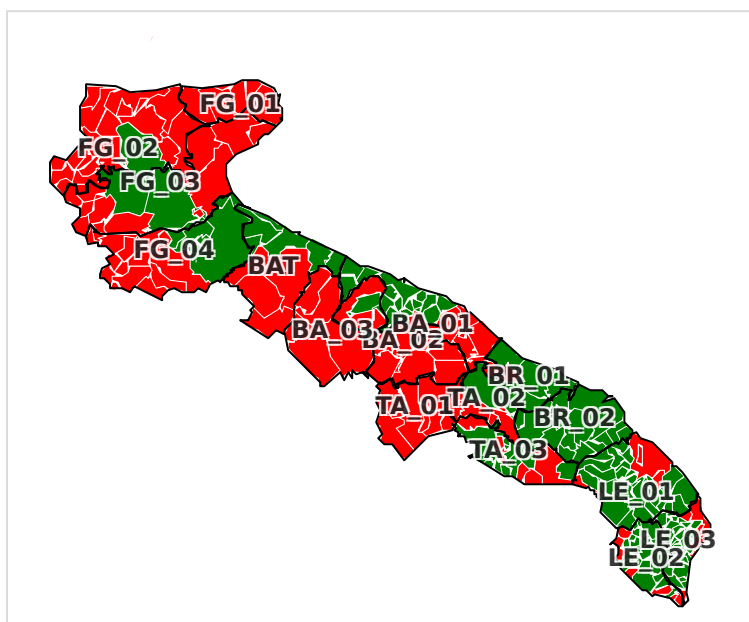 FG_01
FG_02
FG_03
FG_04
BAT
BA_01
BA_03
BA_02
BR_01
TA_02
TA_01
BR_02
TA_03
LE_01
LE_03
LE_02